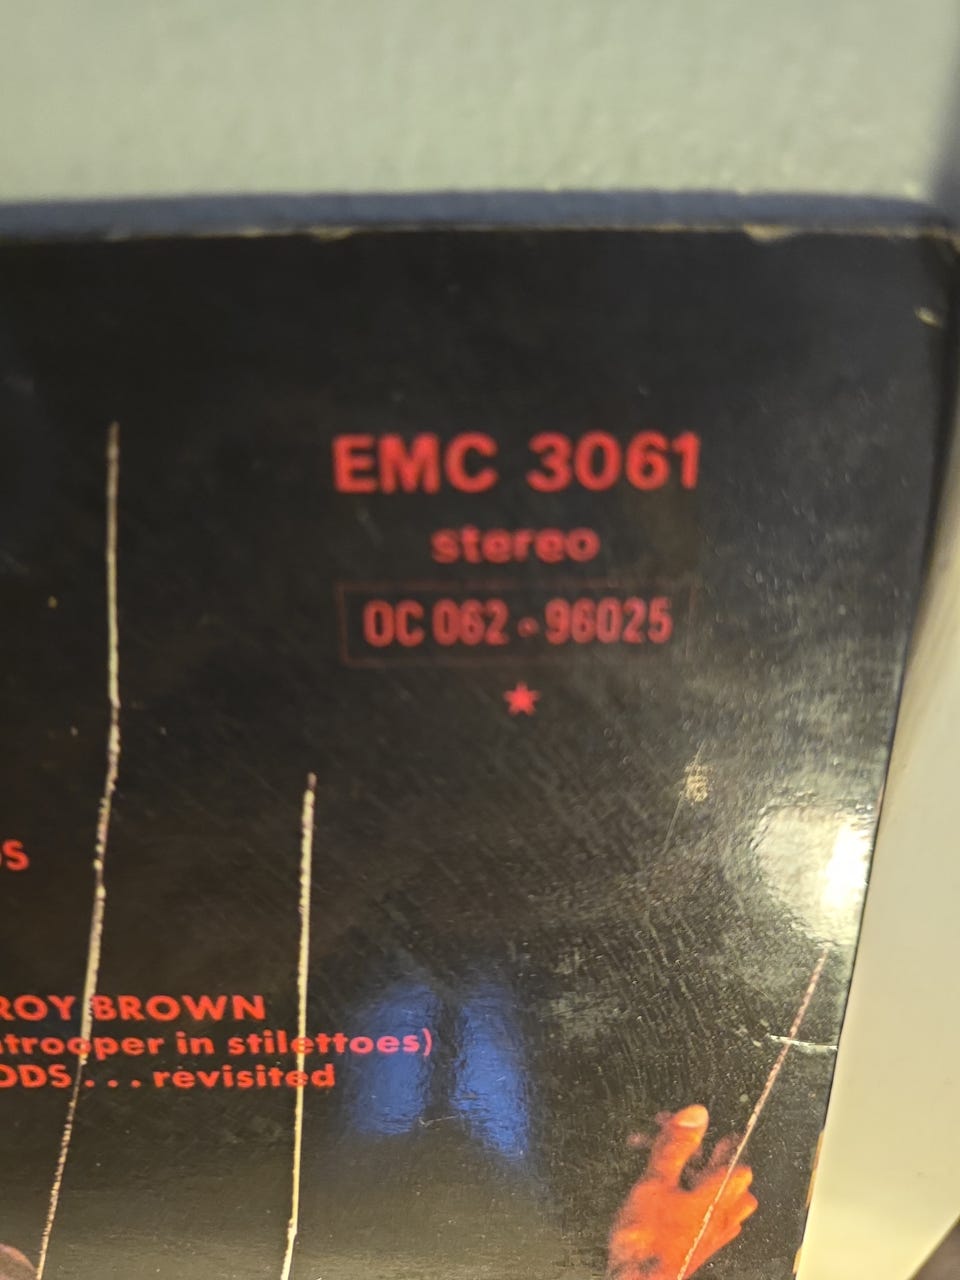 EMC 3061
stereo
OC 062 - 96025
ROY BROWN
trooper in stilettoes)
ODS . . . revisited